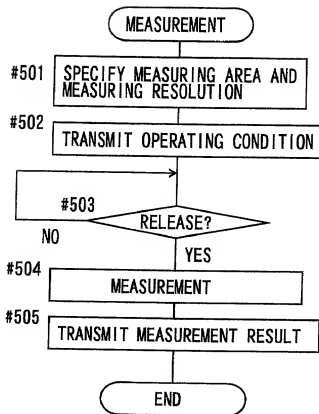 MEASUREMENT
#501
SPECIFY MEASURING AREA AND
MEASURING RESOLUTION
#502
TRANSMIT OPERATING CONDITION
#503
RELEASE?
NO
YES
#504
MEASUREMENT
#505
TRANSMIT MEASUREMENT RESULT
END